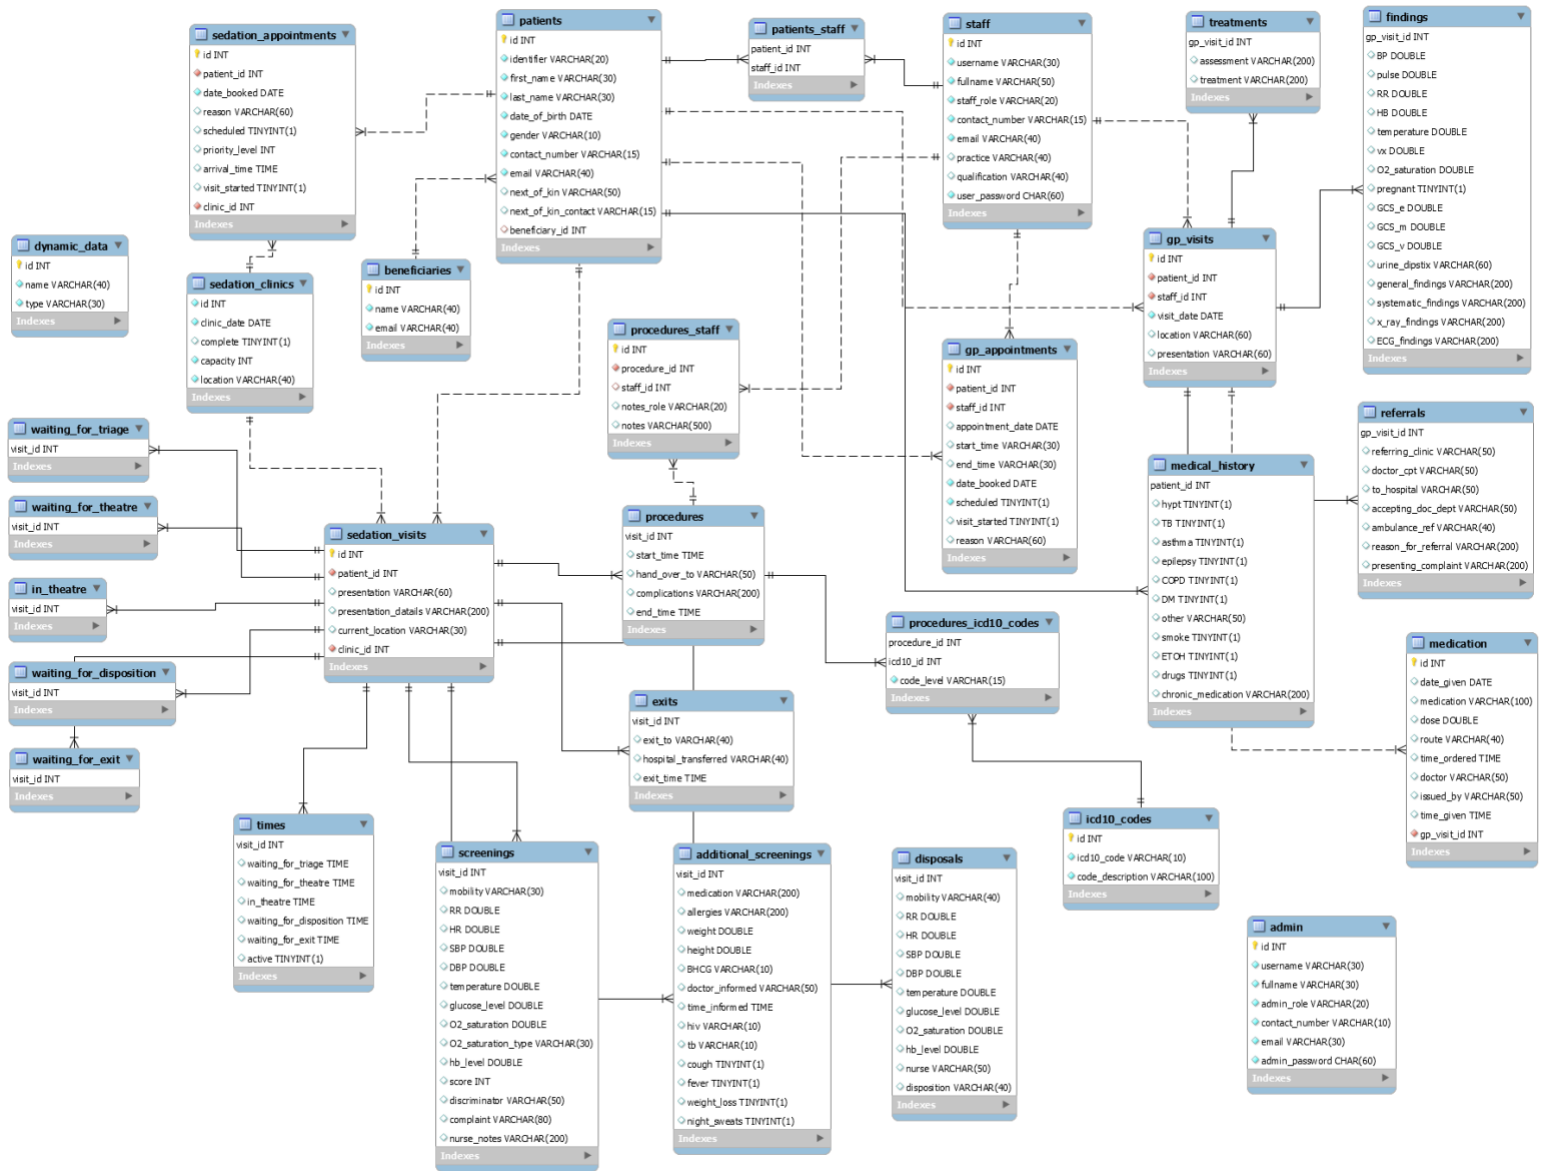 sedation_appointments
id INT
patient_id INT
date_booked DATE
reason VARCHAR(60)
scheduled TINYINT(1)
priority_level INT
arrival_time TIME
visit_started TINYINT(1)
clinic_id INT
Indexes
patients
id INT
identifier VARCHAR(20)
first_name VARCHAR(30)
last_name VARCHAR(30)
date_of_birth DATE
gender VARCHAR(10)
contact_number VARCHAR(15)
email VARCHAR(40)
next_of_kin VARCHAR(50)
next_of_kin_contact VARCHAR(15)
beneficiary_id INT
Indexes
patients_staff
patient_id INT
staff_id INT
Indexes
staff
id INT
username VARCHAR(30)
fullname VARCHAR(50)
staff_role VARCHAR(20)
contact_number VARCHAR(15)
email VARCHAR(40)
practice VARCHAR(40)
qualification VARCHAR(40)
user_password CHAR(60)
Indexes
treatments
gp_visit_id INT
assessment VARCHAR(200)
treatment VARCHAR(200)
Indexes
findings
gp_visit_id INT
BP DOUBLE
pulse DOUBLE
RR DOUBLE
HB DOUBLE
temperature DOUBLE
vx DOUBLE
O2_saturation DOUBLE
pregnant TINYINT(1)
GCS_e DOUBLE
GCS_m DOUBLE
GCS_v DOUBLE
urine_dipstix VARCHAR(60)
general_findings VARCHAR(200)
systematic_findings VARCHAR(200)
x_ray_findings VARCHAR(200)
ECG_findings VARCHAR(200)
Indexes
dynamic_data
id INT
name VARCHAR(40)
type VARCHAR(30)
Indexes
sedation_clinics
id INT
clinic_date DATE
complete TINYINT(1)
capacity INT
location VARCHAR(40)
Indexes
beneficiaries
id INT
name VARCHAR(40)
email VARCHAR(40)
Indexes
procedures_staff
id INT
procedure_id INT
staff_id INT
notes_role VARCHAR(20)
notes VARCHAR(500)
Indexes
gp_appointments
id INT
patient_id INT
staff_id INT
appointment_date DATE
start_time VARCHAR(30)
end_time VARCHAR(30)
date_booked DATE
scheduled TINYINT(1)
visit_started TINYINT(1)
reason VARCHAR(60)
Indexes
gp_visits
id INT
patient_id INT
staff_id INT
visit_date DATE
location VARCHAR(60)
presentation VARCHAR(60)
Indexes
referrals
gp_visit_id INT
referring_clinic VARCHAR(50)
doctor_cpt VARCHAR(50)
to_hospital VARCHAR(50)
accepting_doc_dept VARCHAR(50)
ambulance_ref VARCHAR(40)
reason_for_referral VARCHAR(200)
presenting_complaint VARCHAR(200)
Indexes
waiting_for_triage
visit_id INT
Indexes
waiting_for_theatre
visit_id INT
Indexes
in_theatre
visit_id INT
Indexes
waiting_for_disposition
visit_id INT
Indexes
waiting_for_exit
visit_id INT
Indexes
sedation_visits
id INT
patient_id INT
presentation VARCHAR(60)
presentation_datails VARCHAR(200)
current_location VARCHAR(30)
clinic_id INT
Indexes
procedures
visit_id INT
start_time TIME
hand_over_to VARCHAR(50)
complications VARCHAR(200)
end_time TIME
Indexes
medical_history
patient_id INT
hypt TINYINT(1)
TB TINYINT(1)
asthma TINYINT(1)
epilepsy TINYINT(1)
COPD TINYINT(1)
DM TINYINT(1)
other VARCHAR(50)
smoke TINYINT(1)
ETOH TINYINT(1)
drugs TINYINT(1)
chronic_medication VARCHAR(200)
Indexes
procedures_icd10_codes
procedure_id INT
icd10_id INT
code_level VARCHAR(15)
Indexes
medication
id INT
date_given DATE
medication VARCHAR(100)
dose DOUBLE
route VARCHAR(40)
time_ordered TIME
doctor VARCHAR(50)
issued_by VARCHAR(50)
time_given TIME
gp_visit_id INT
Indexes
exits
visit_id INT
exit_to VARCHAR(40)
hospital_transferred VARCHAR(40)
exit_time TIME
Indexes
times
visit_id INT
waiting_for_triage TIME
waiting_for_theatre TIME
in_theatre TIME
waiting_for_disposition TIME
waiting_for_exit TIME
active TINYINT(1)
Indexes
screenings
visit_id INT
mobility VARCHAR(30)
RR DOUBLE
HR DOUBLE
SBP DOUBLE
DBP DOUBLE
temperature DOUBLE
glucose_level DOUBLE
O2_saturation DOUBLE
O2_saturation_type VARCHAR(30)
hb_level DOUBLE
score INT
discriminator VARCHAR(50)
complaint VARCHAR(80)
nurse_notes VARCHAR(200)
Indexes
additional_screenings
visit_id INT
medication VARCHAR(200)
allergies VARCHAR(200)
weight DOUBLE
height DOUBLE
BHCG VARCHAR(10)
doctor_informed VARCHAR(50)
time_informed TIME
hiv VARCHAR(10)
tb VARCHAR(10)
cough TINYINT(1)
fever TINYINT(1)
weight_loss TINYINT(1)
night_sweats TINYINT(1)
Indexes
disposals
visit_id INT
mobility VARCHAR(40)
RR DOUBLE
HR DOUBLE
SBP DOUBLE
DBP DOUBLE
temperature DOUBLE
glucose_level DOUBLE
O2_saturation DOUBLE
hb_level DOUBLE
nurse VARCHAR(50)
disposition VARCHAR(40)
Indexes
icd10_codes
id INT
icd10_code VARCHAR(10)
code_description VARCHAR(100)
Indexes
admin
id INT
username VARCHAR(30)
fullname VARCHAR(30)
admin_role VARCHAR(20)
contact_number VARCHAR(10)
email VARCHAR(30)
admin_password CHAR(60)
Indexes